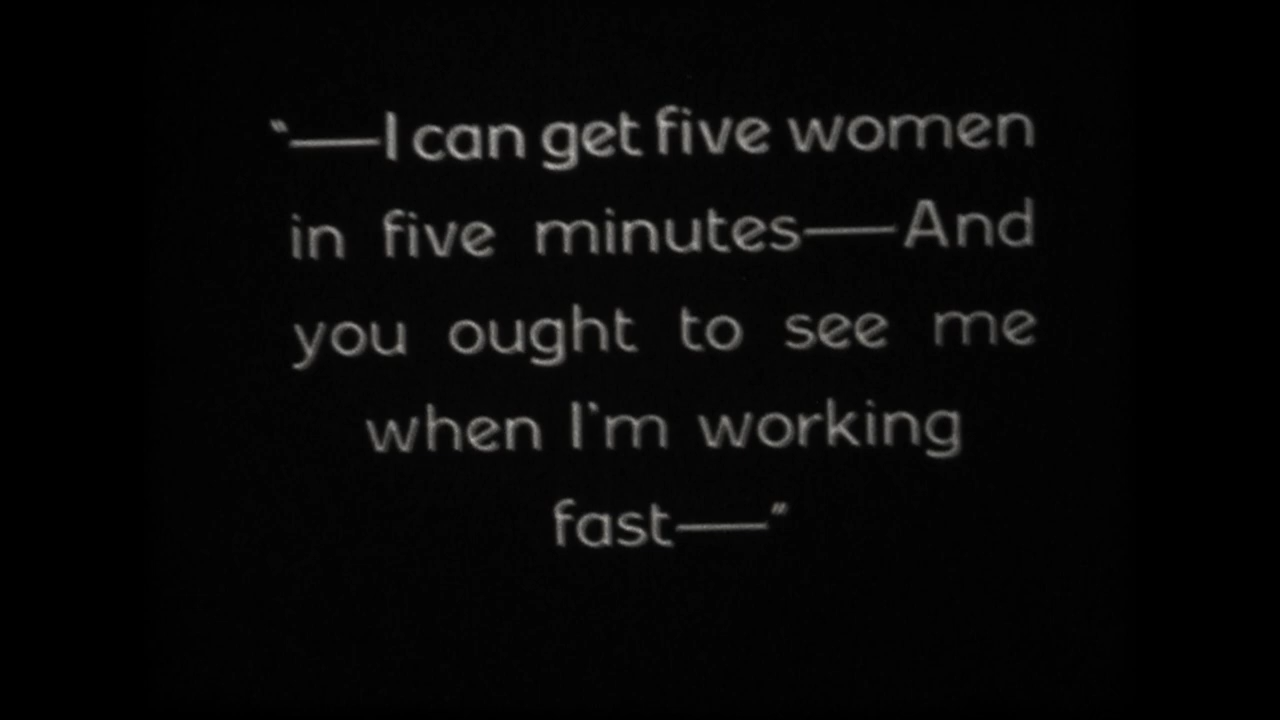 "—I can get five women
in five minutes—And
you ought to see me
when I'm working
fast—"